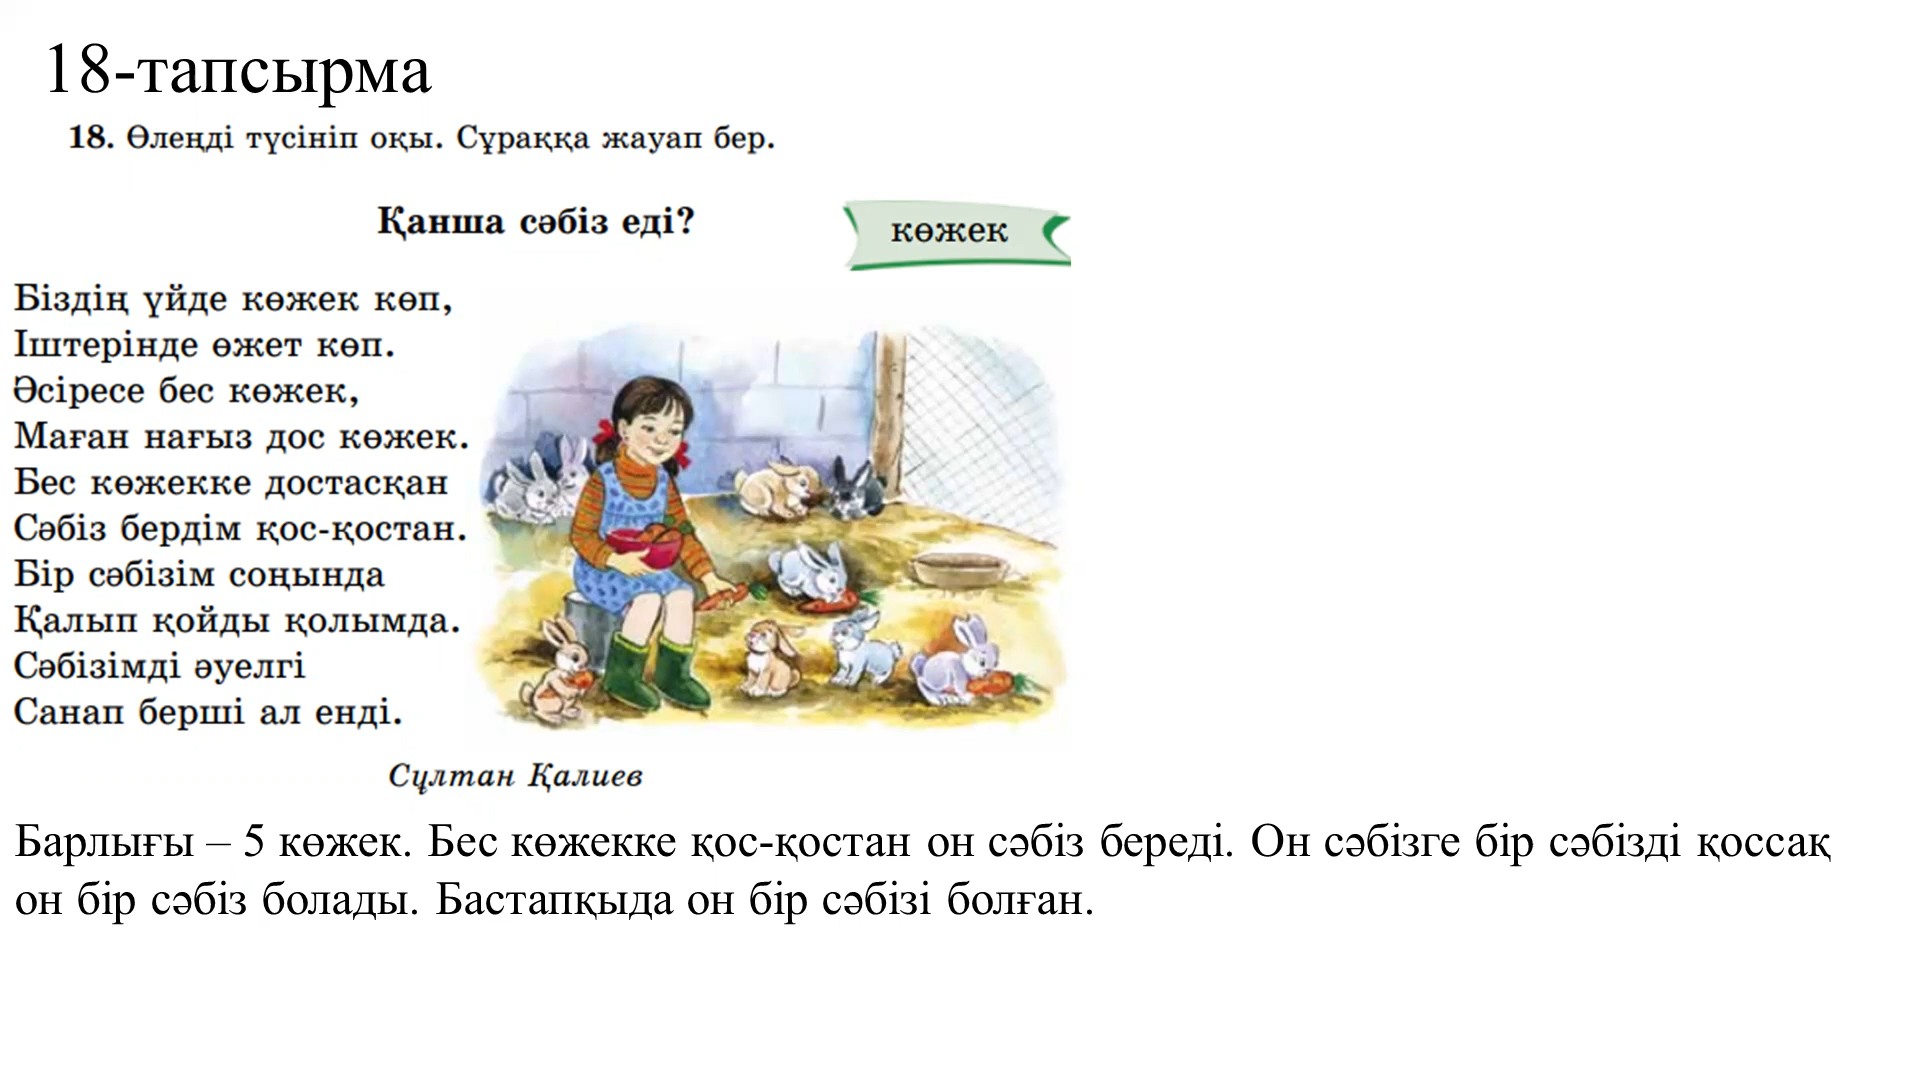 18-тапсырма
18. Өлеңді түсініп оқы. Сұраққа жауап бер.
Қанша сәбіз еді?
көжек
Біздің үйде көжек көп,
Іштерінде өжет көп.
Әсіресе бес көжек,
Маған нағыз дос көжек.
Бес көжекке достасқан
Сәбіз бердім қос-қостан.
Бір сәбізім соңында
Қалып қойды қолымда.
Сәбізімді әуелгі
Санап берші ал енді.
Сұлтан Қалиев
Барлығы – 5 көжек. Бес көжекке қос-қостан он сәбіз береді. Он сәбізге бір сәбізді қоссақ
он бір сәбіз болады. Бастапқыда он бір сәбізі болған.